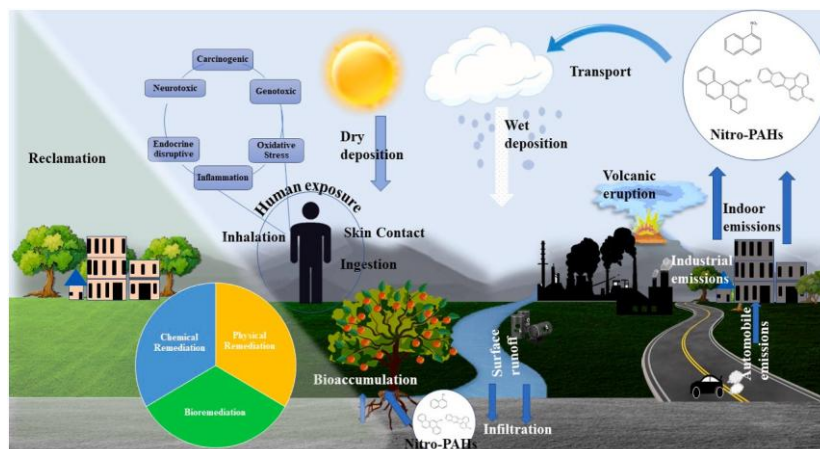 Carcinogenic
Neurotoxic
Genotoxic
Endocrine
disruptive
Oxidative
Stress
Inflammation
Reclamation
Dry
deposition
Wet
deposition
Transport
Nitro-PAHs
Volcanic
eruption
Indoor
emissions
Industrial
emissions
Automobile
emissions
Human exposure
Inhalation
Skin Contact
Ingestion
Chemical
Remediation
Physical
Remediation
Bioremediation
Bioaccumulation
Nitro-PAHs
Surface
runoff
Infiltration